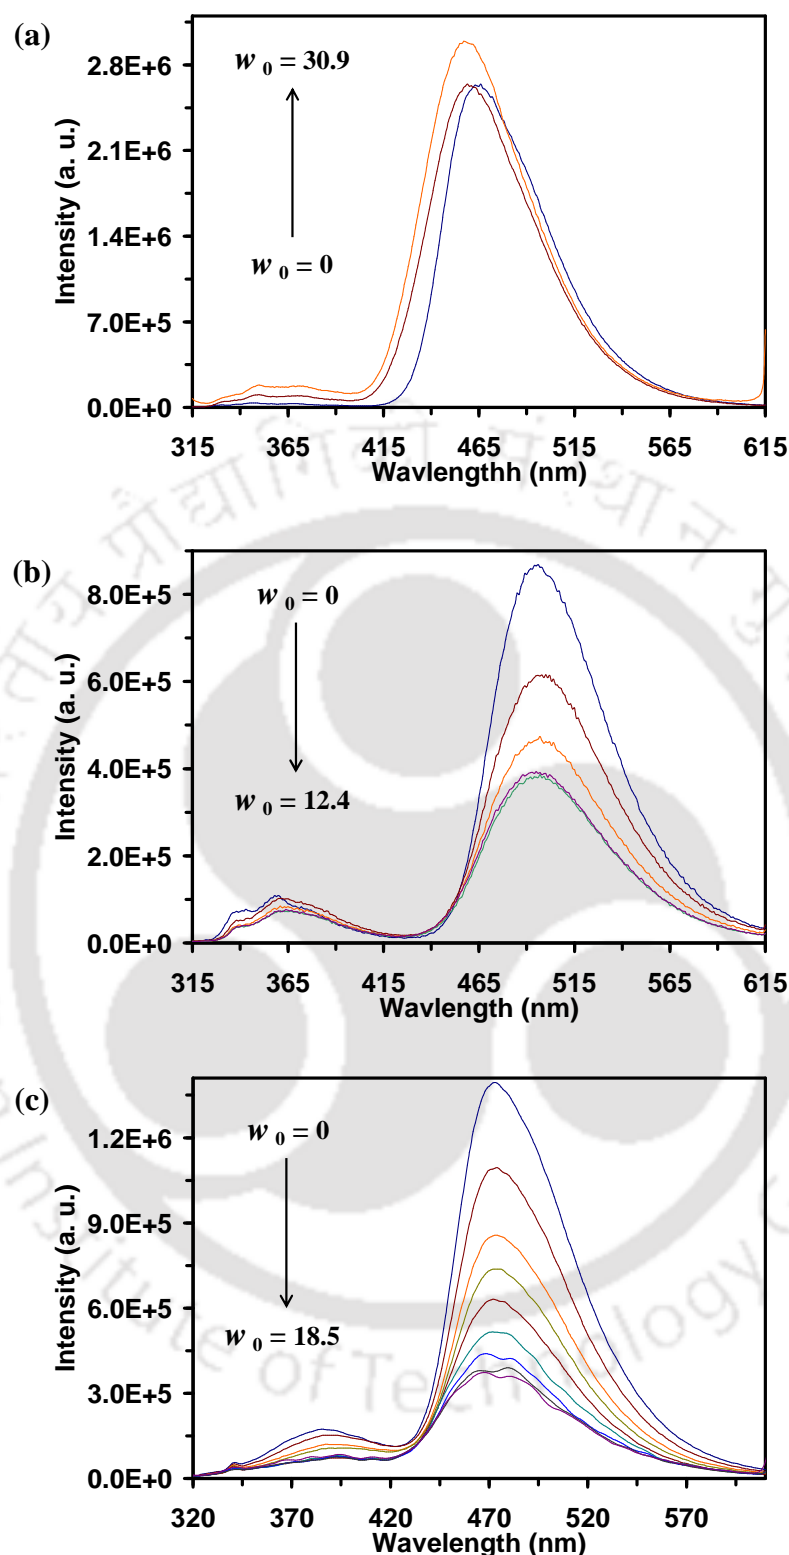 (a)
w 0 = 30.9
w 0 = 0
Intensity (a. u.)
2.8E+6
2.1E+6
1.4E+6
7.0E+5
0.0E+0
315 365 415 465 515 565 615
Wavlengthh (nm)
(b)
w 0 = 0
w 0 = 12.4
Intensity (a. u.)
8.0E+5
6.0E+5
4.0E+5
2.0E+5
0.0E+0
315 365 415 465 515 565 615
Wavlength (nm)
(c)
w 0 = 0
w 0 = 18.5
Intensity (a. u.)
1.2E+6
9.0E+5
6.0E+5
3.0E+5
0.0E+0
320 370 420 470 520 570
Wavelength (nm)
Institute of Technology